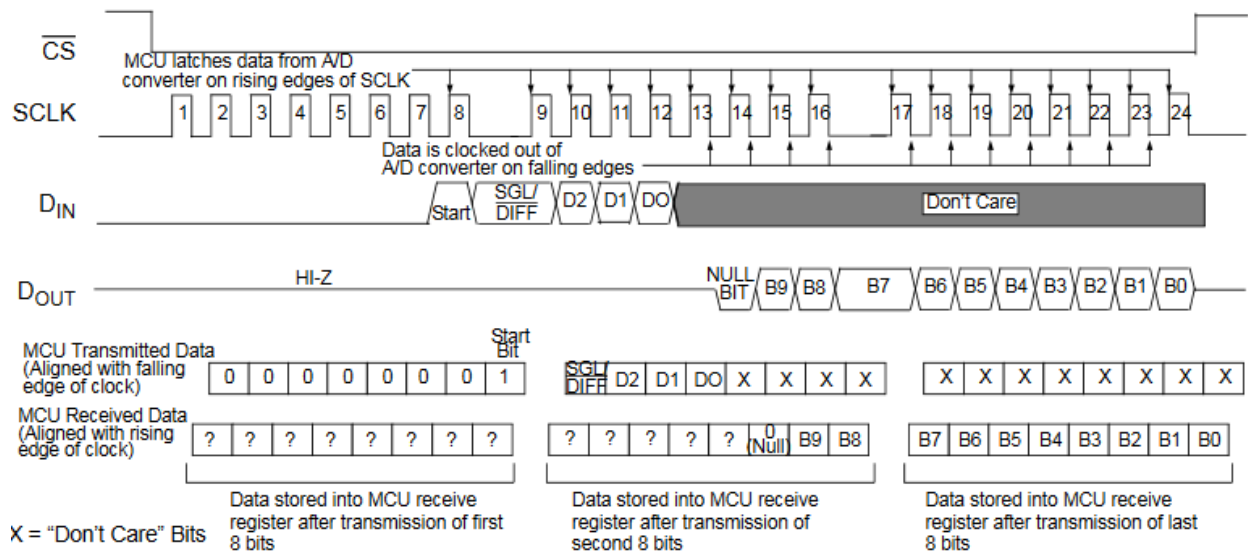 CS
MCU latches data from A/D
converter on rising edges of SCLK
SCLK
1 2 3 4 5 6 7 8 9 10 11 12 13 14 15 16 17 18 19 20 21 22 23 24
Data is clocked out of
A/D converter on falling edges
DIN
Start SGL/DIFF D2 D1 DO Don't Care
HI-Z
DOUT
NULL BIT B9 B8 B7 B6 B5 B4 B3 B2 B1 B0
Start
Bit
MCU Transmitted Data
(Aligned with falling
edge of clock)
0 0 0 0 0 0 0 1 SGL/DIFF D2 D1 DO X X X X X X X X X X X X
MCU Received Data
(Aligned with rising
edge of clock)
? ? ? ? ? ? ? ? ? ? ? ? ? 0 (Null) B9 B8 B7 B6 B5 B4 B3 B2 B1 B0
Data stored into MCU receive
register after transmission of first
8 bits
Data stored into MCU receive
register after transmission of
second 8 bits
Data stored into MCU receive
register after transmission of last
8 bits
X = "Don't Care" Bits